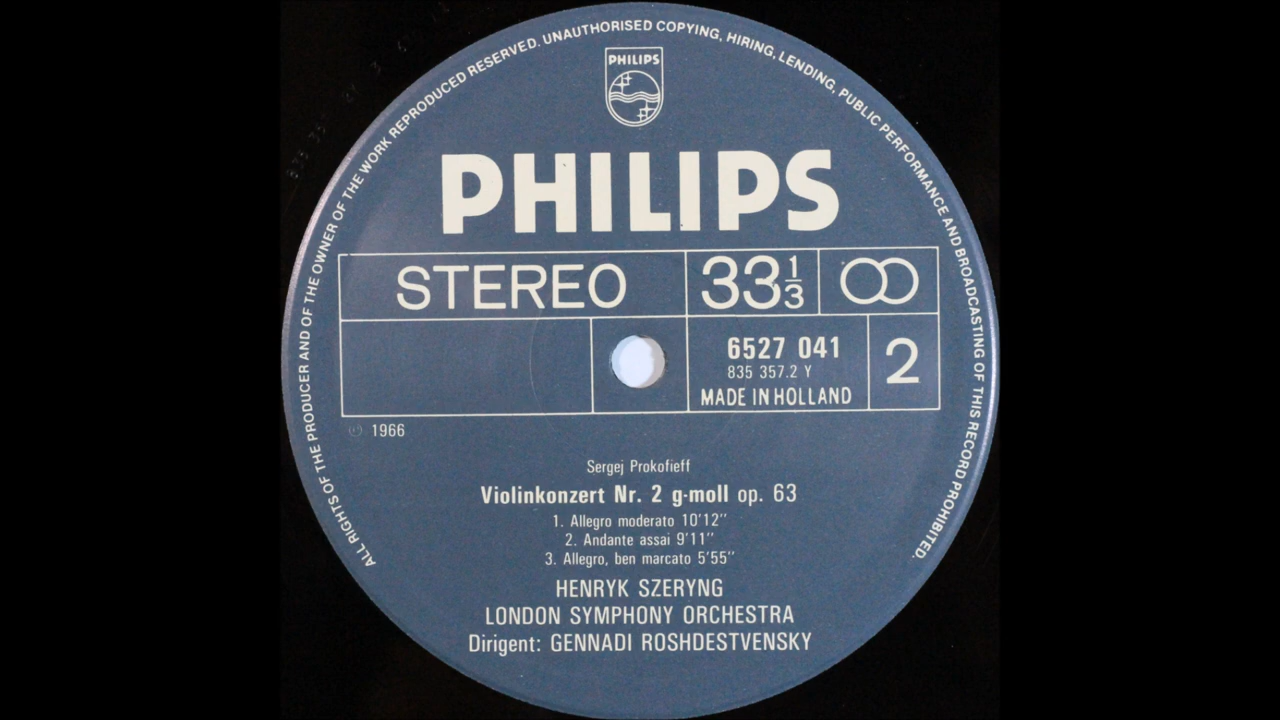 ALL RIGHTS OF THE PRODUCER AND OF THE OWNER OF THE WORK REPRODUCED RESERVED. UNAUTHORISED COPYING, HIRING, LENDING, PUBLIC PERFORMANCE AND BROADCASTING OF THIS RECORD PROHIBITED.
PHILIPS
PHILIPS
STEREO
33 1/3
6527 041
835 357.2 Y
MADE IN HOLLAND
2
℗ 1966
Sergej Prokofieff
Violinkonzert Nr. 2 g-moll op. 63
1. Allegro moderato 10'12"
2. Andante assai 9'11"
3. Allegro, ben marcato 5'55"
HENRYK SZERYNG
LONDON SYMPHONY ORCHESTRA
Dirigent: GENNADI ROSHDESTVENSKY